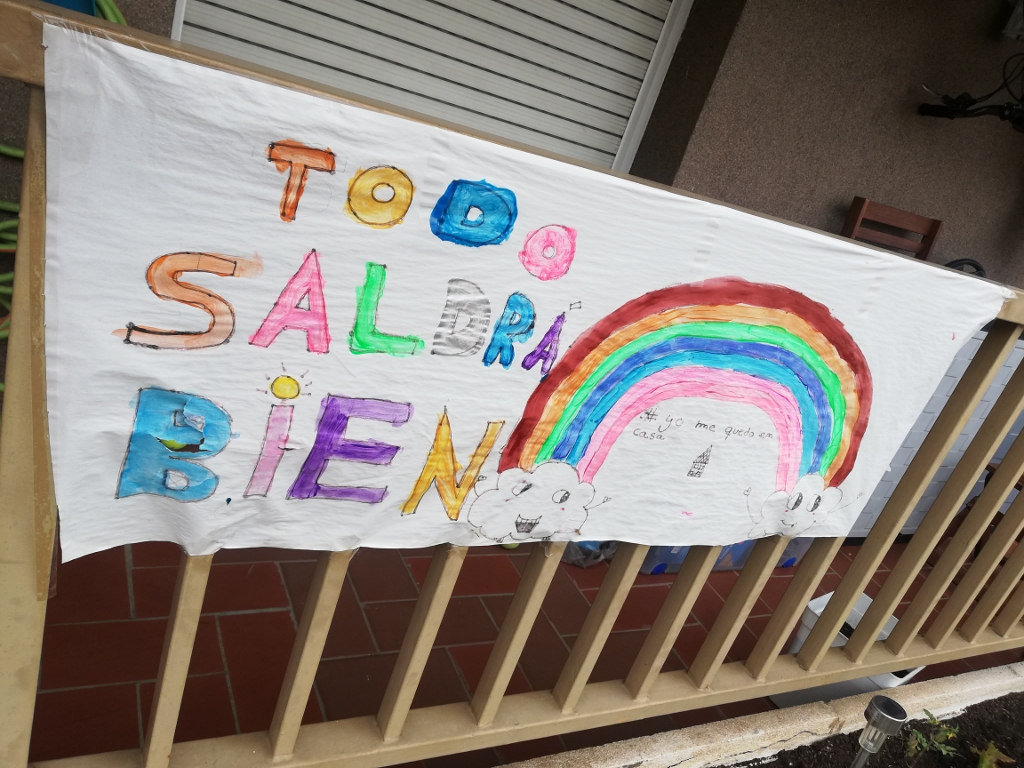 TODO
SALDRÁ
BiEN
# yo me quedo en
casa